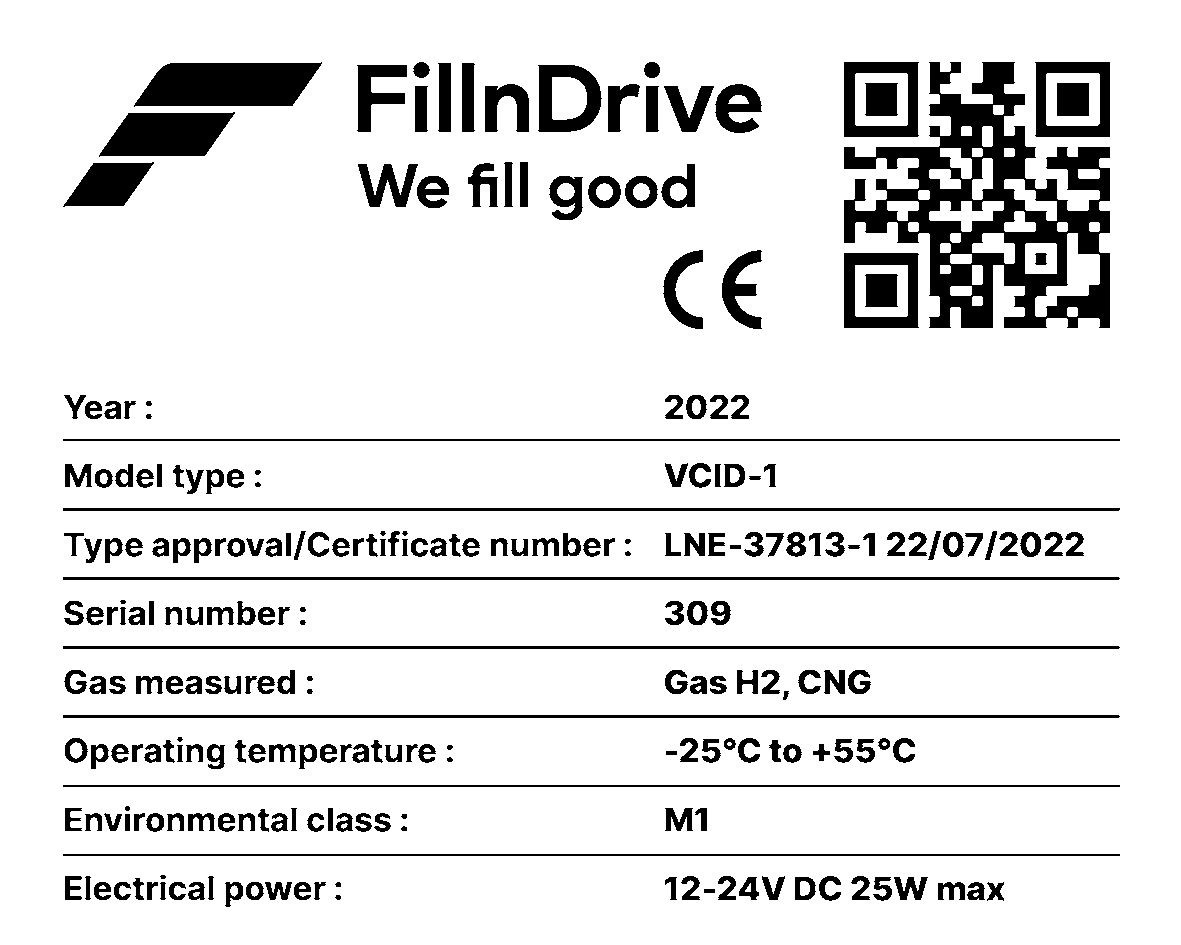 FillnDrive
We fill good
CE
Year : 2022
Model type : VCID-1
Type approval/Certificate number : LNE-37813-1 22/07/2022
Serial number : 309
Gas measured : Gas H2, CNG
Operating temperature : -25°C to +55°C
Environmental class : M1
Electrical power : 12-24V DC 25W max